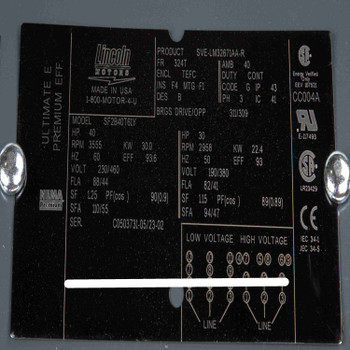 ULTIMATE E
PREMIUM EFF
Lincoln
MOTORS
MADE IN USA
1-800-MOTOR-4-U
PRODUCT SVE-LM32671AA-R
FR 324T AMB 40
ENCL TEFC DUTY CONT
INS F4 MTG F1 CODE G
DES B PH 3 IC 41
BRGS DRIVE/OPP 310/309
MODEL SF2B40T61Y
HP 40
RPM 3555 KW 30.0
HZ 60 EFF 93.6
VOLT 230/460
FLA 88/44
SF 1.25 PF(cos) 90(0.9)
SFA 110/55
SER. C0503731-05/23-02
HP 30
RPM 2958 KW 22.4
HZ 50 EFF 93
VOLT 190/380
FLA 82/41
SF 1.15 PF(cos) 89(0.89)
SFA 94/47
Energy Verified
CC004A
LR23429
IEC 34-1
IEC 34-5
LOW VOLTAGE HIGH VOLTAGE
LINE LINE